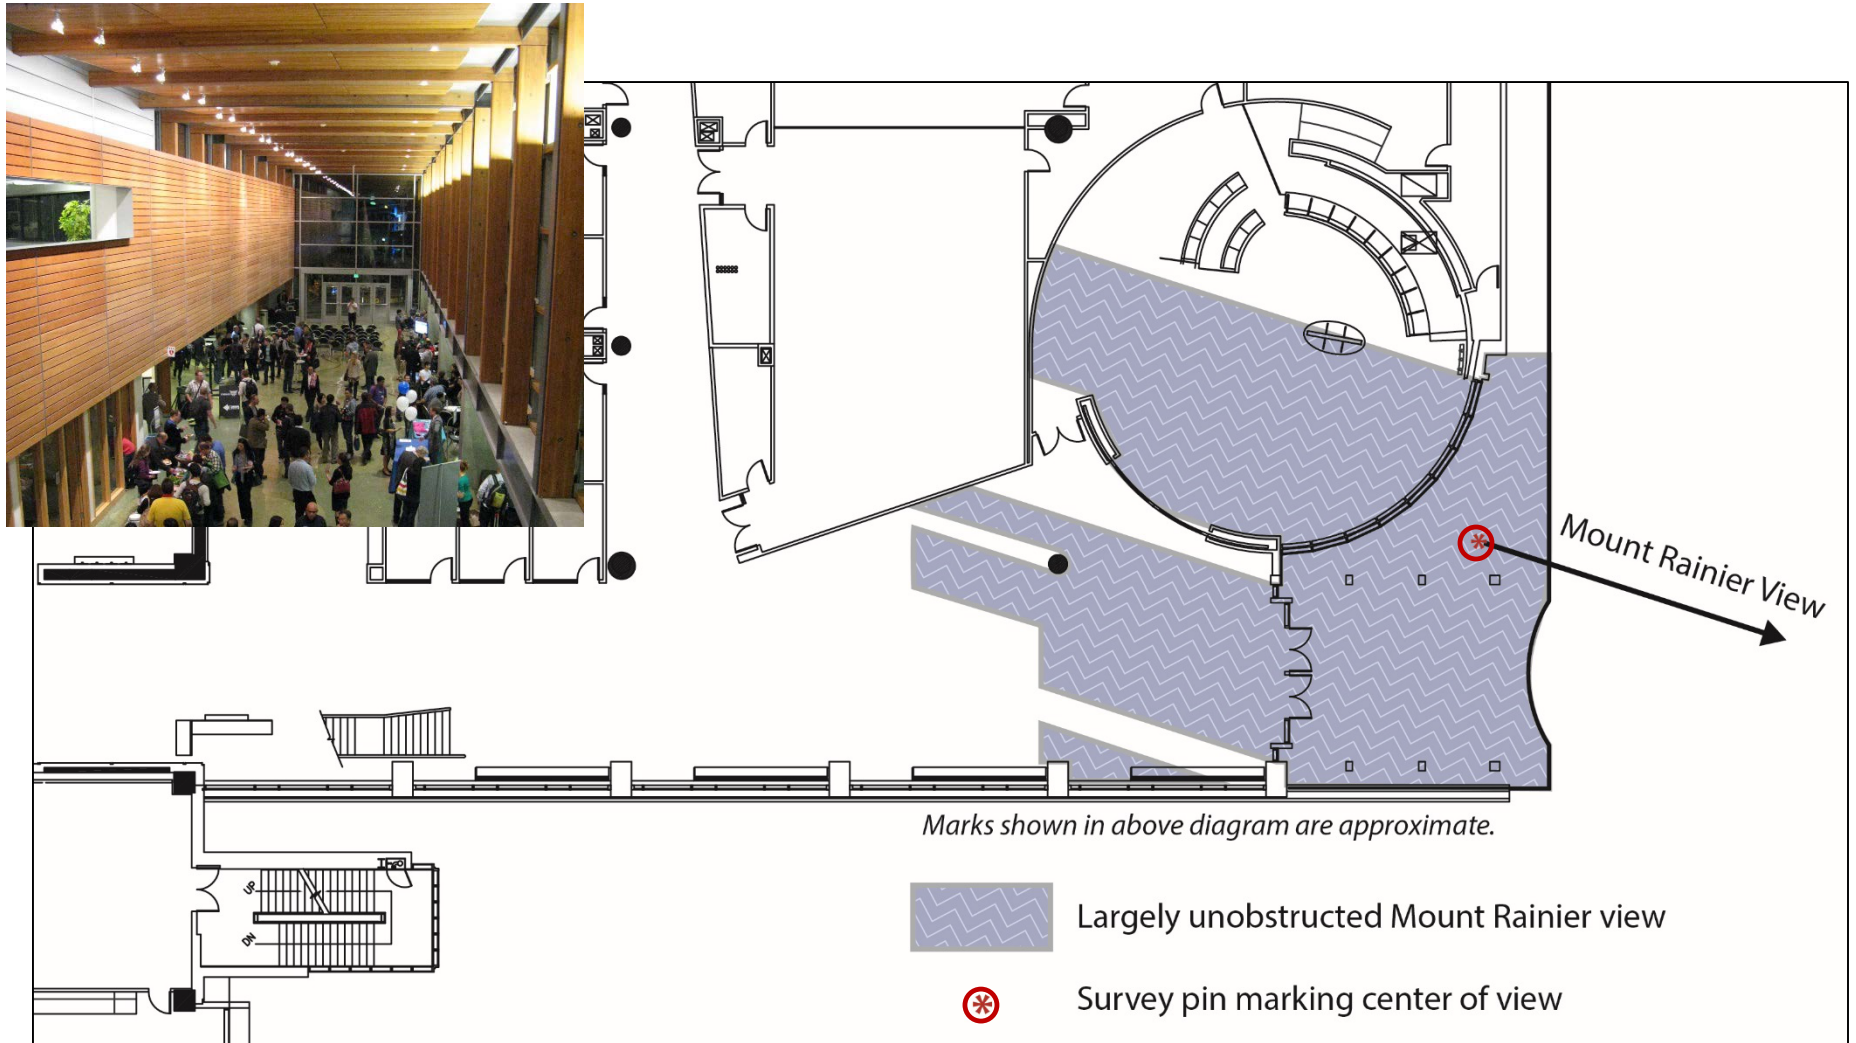 Mount Rainier View
Marks shown in above diagram are approximate.
UP
DN
Largely unobstructed Mount Rainier view
Survey pin marking center of view